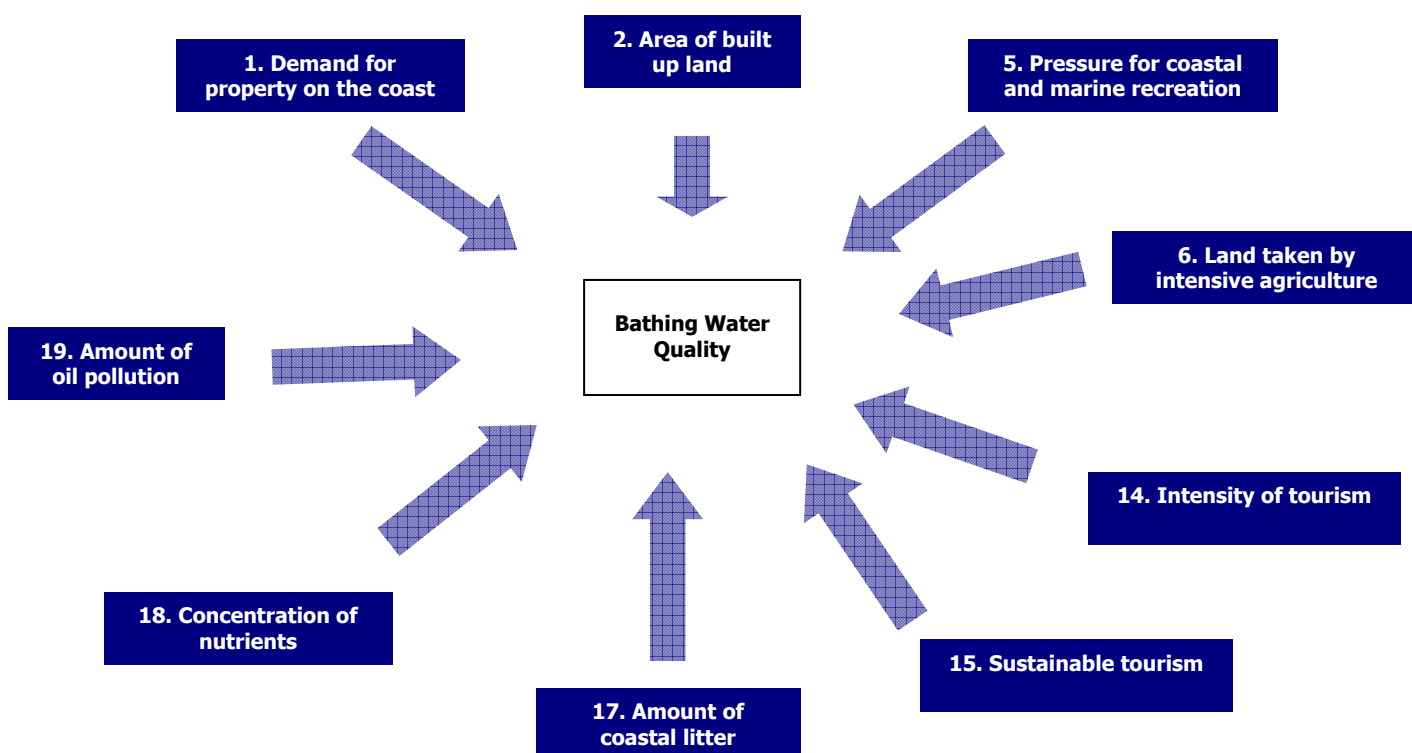 2. Area of built
up land
1. Demand for
property on the coast
5. Pressure for coastal
and marine recreation
6. Land taken by
intensive agriculture
Bathing Water
Quality
19. Amount of
oil pollution
14. Intensity of tourism
18. Concentration of
nutrients
15. Sustainable tourism
17. Amount of
coastal litter